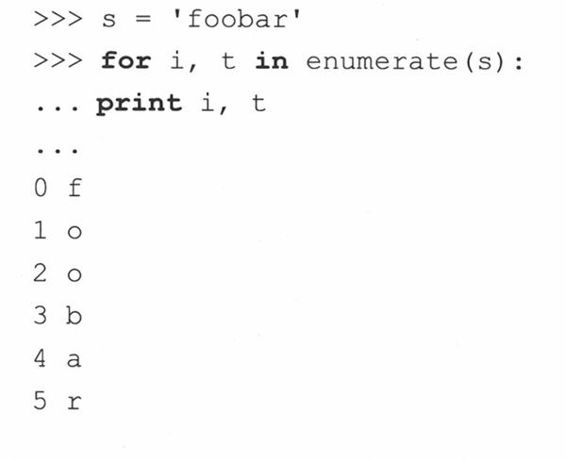 >>> s = 'foobar'
>>> for i, t in enumerate(s):
... print i, t
...
0 f
1 o
2 o
3 b
4 a
5 r